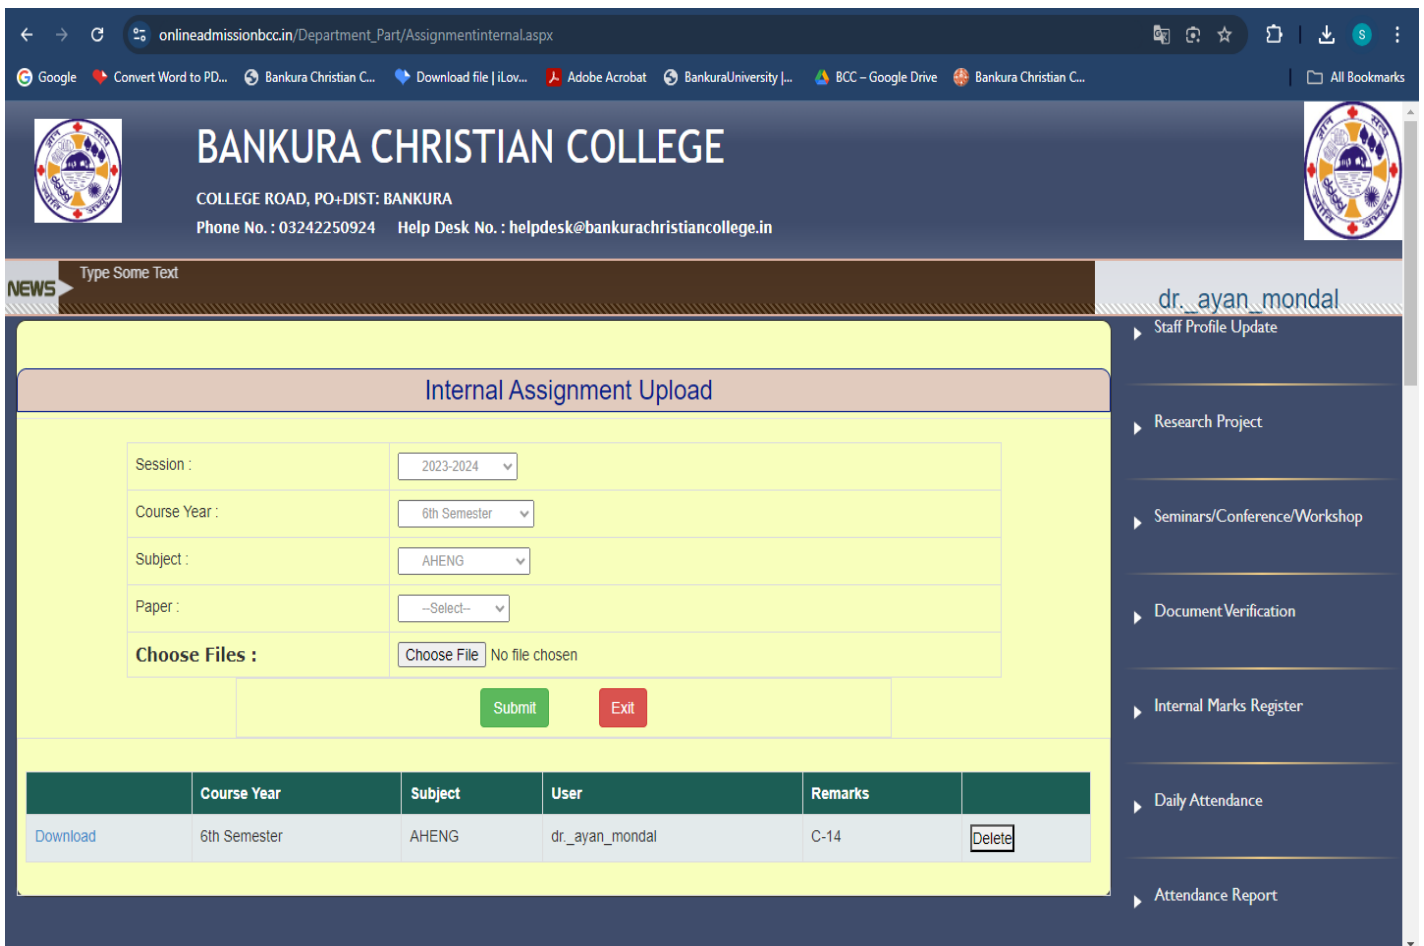 onlineadmissionbcc.in/Department_Part/Assignmentinternal.aspx
S
Google Convert Word to PD... Bankura Christian C... Download file | iLov... Adobe Acrobat BankuraUniversity |... BCC – Google Drive Bankura Christian C... All Bookmarks
BANKURA CHRISTIAN COLLEGE
COLLEGE ROAD, PO+DIST: BANKURA
Phone No. : 03242250924 Help Desk No. : helpdesk@bankurachristiancollege.in
NEWS Type Some Text
dr._ayan_mondal
Staff Profile Update
Internal Assignment Upload
Research Project
Session : 2023-2024
Course Year : 6th Semester
Seminars/Conference/Workshop
Subject : AHENG
Paper : --Select--
Document Verification
Choose Files : Choose File No file chosen
Submit Exit
Internal Marks Register
Course Year Subject User Remarks
Daily Attendance
Download 6th Semester AHENG dr._ayan_mondal C-14 Delete
Attendance Report